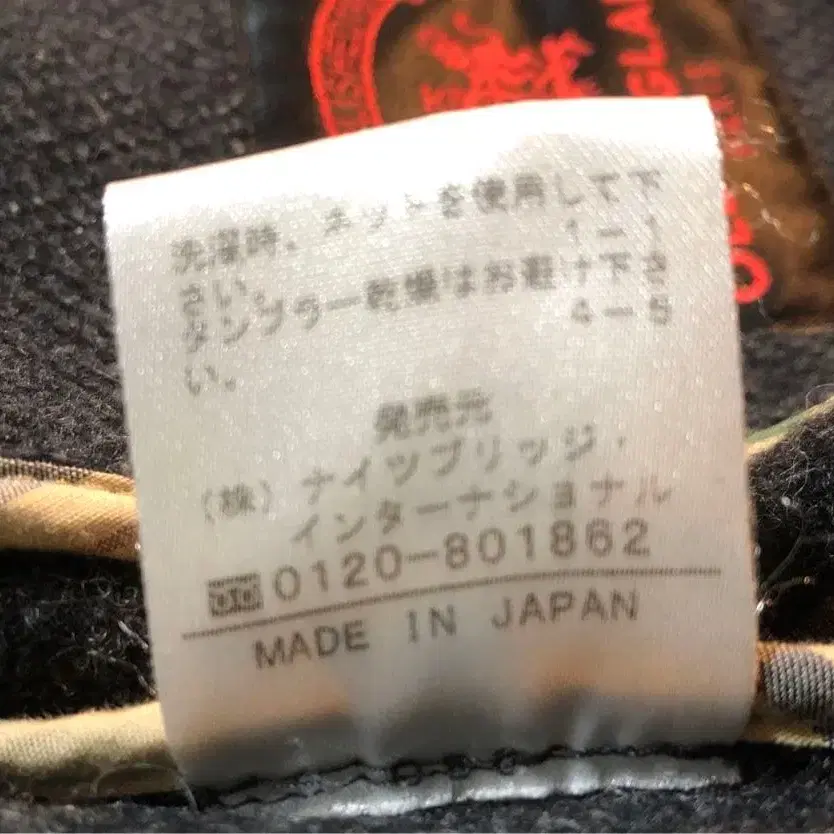 GLA
洗濯時、ネットを使用して下
さい。 1-1
タンブラー乾燥はお避け下さ
い。 4-5
発売元
(株)ナイツブリッジ・
インターナショナル
0120-801862
MADE IN JAPAN